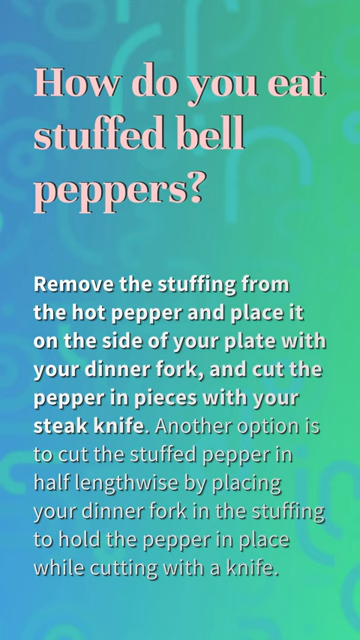 How do you eat
stuffed bell
peppers?
Remove the stuffing from
the hot pepper and place it
on the side of your plate with
your dinner fork, and cut the
pepper in pieces with your
steak knife. Another option is
to cut the stuffed pepper in
half lengthwise by placing
your dinner fork in the stuffing
to hold the pepper in place
while cutting with a knife.